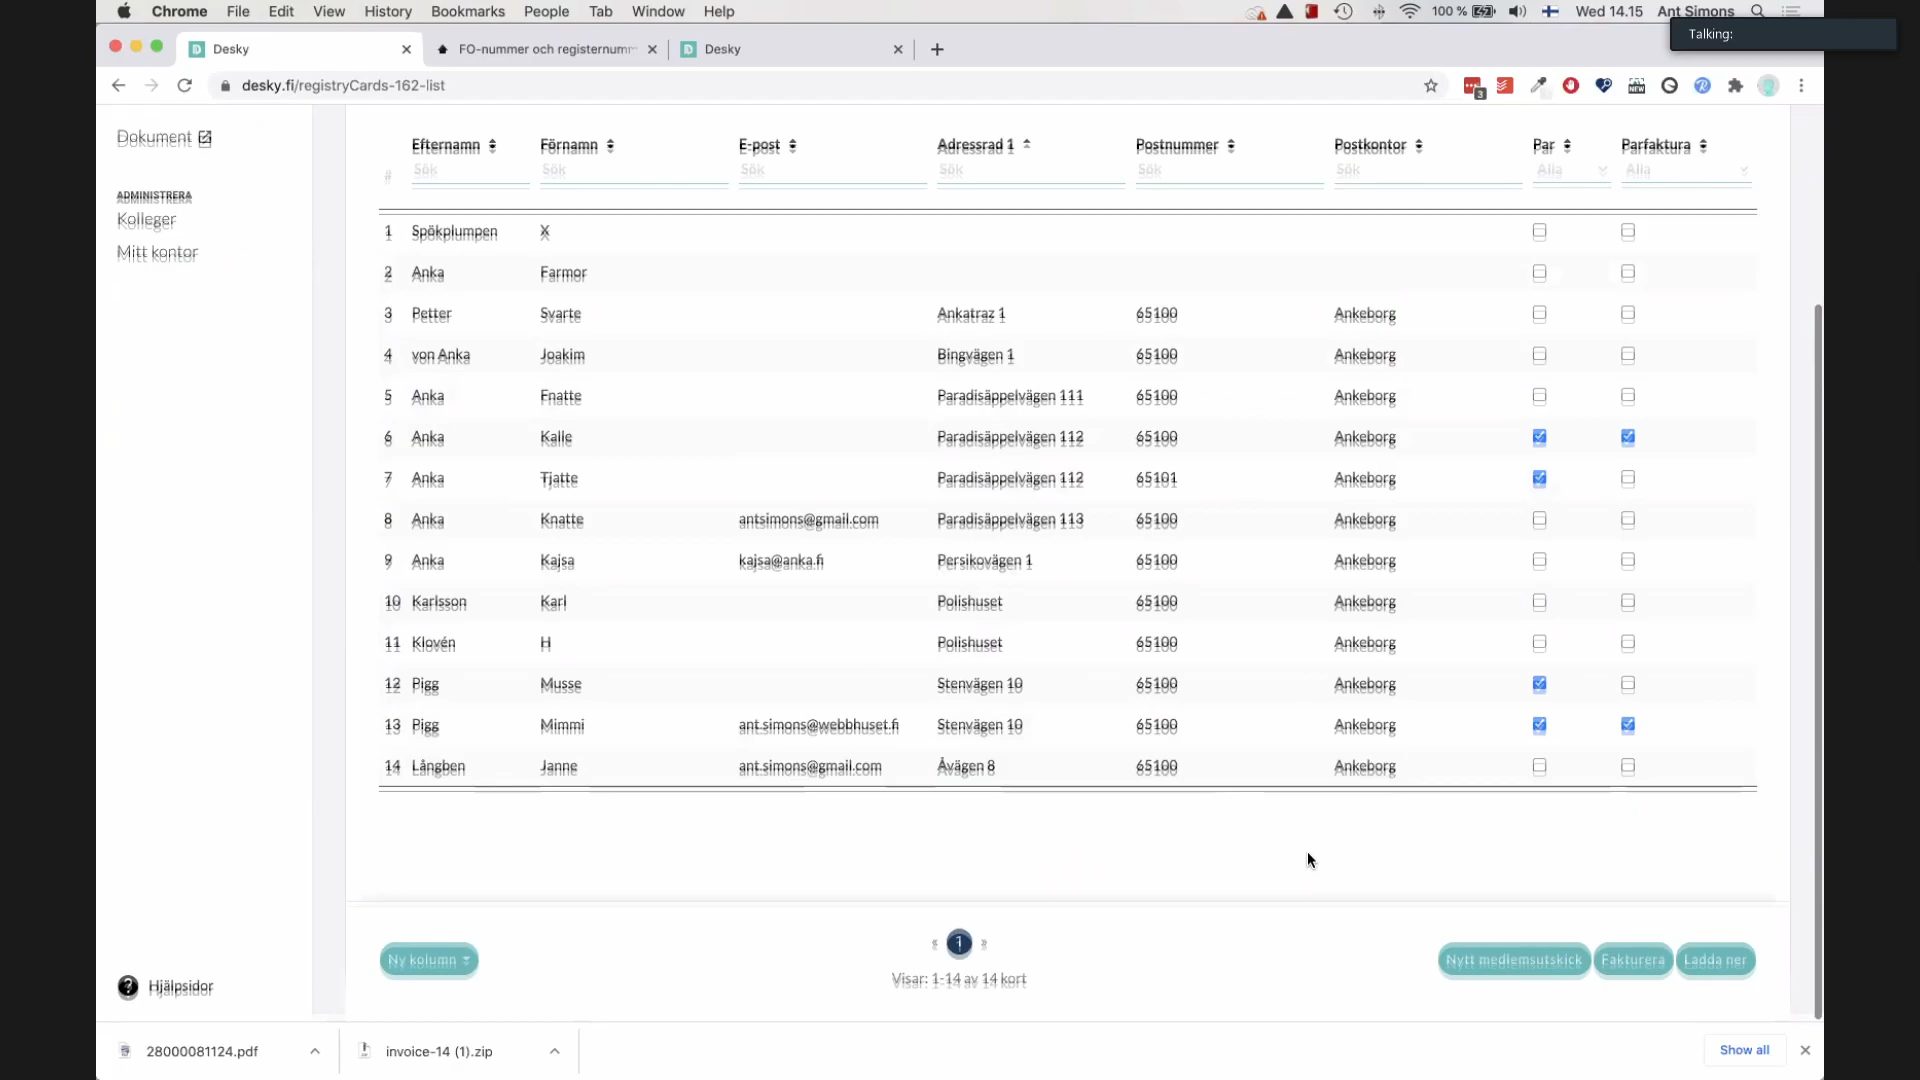 Chrome File Edit View History Bookmarks People Tab Window Help 100 % Wed 14.15 Ant Simons
Talking:
Desky FO-nummer och registernumm Desky
desky.fi/registryCards-162-list
3 NEW
Dokument
ADMINISTRERA
Kolleger
Mitt kontor
Efternamn Förnamn E-post Adressrad 1 Postnummer Postkontor Par Parfaktura
# Sök Sök Sök Sök Sök Sök Alla Alla
1 Spökplumpen X
2 Anka Farmor
3 Petter Svarte Ankatraz 1 65100 Ankeborg
4 von Anka Joakim Bingvägen 1 65100 Ankeborg
5 Anka Fnatte Paradisäppelvägen 111 65100 Ankeborg
6 Anka Kalle Paradisäppelvägen 112 65100 Ankeborg
7 Anka Tjatte Paradisäppelvägen 112 65101 Ankeborg
8 Anka Knatte antsimons@gmail.com Paradisäppelvägen 113 65100 Ankeborg
9 Anka Kajsa kajsa@anka.fi Persikovägen 1 65100 Ankeborg
10 Karlsson Karl Polishuset 65100 Ankeborg
11 Klovén H Polishuset 65100 Ankeborg
12 Pigg Musse Stenvägen 10 65100 Ankeborg
13 Pigg Mimmi ant.simons@webbhuset.fi Stenvägen 10 65100 Ankeborg
14 Långben Janne ant.simons@gmail.com Åvägen 8 65100 Ankeborg
Ny kolumn « 1 » Nytt medlemsutskick Fakturera Ladda ner
Visar: 1-14 av 14 kort
? Hjälpsidor
28000081124.pdf invoice-14 (1).zip Show all